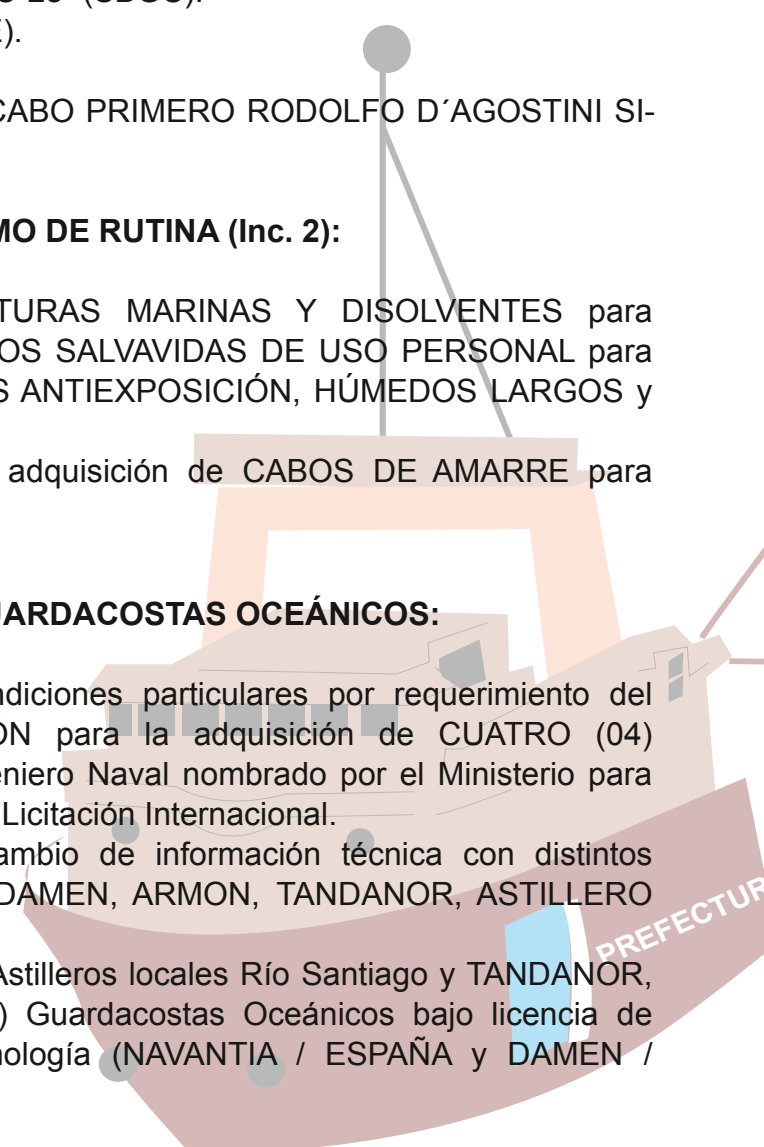 E).
CABO PRIMERO RODOLFO D´AGOSTINI SI-
MO DE RUTINA (Inc. 2):
TURAS MARINAS Y DISOLVENTES para
OS SALVAVIDAS DE USO PERSONAL para
S ANTIEXPOSICIÓN, HÚMEDOS LARGOS y
adquisición de CABOS DE AMARRE para
UARDACOSTAS OCEÁNICOS:
ndiciones particulares por requerimiento del
ON para la adquisición de CUATRO (04)
eniero Naval nombrado por el Ministerio para
Licitación Internacional.
ambio de información técnica con distintos
DAMEN, ARMON, TANDANOR, ASTILLERO
PREFECTUR
Astilleros locales Río Santiago y TANDANOR,
) Guardacostas Oceánicos bajo licencia de
nología (NAVANTIA / ESPAÑA y DAMEN /